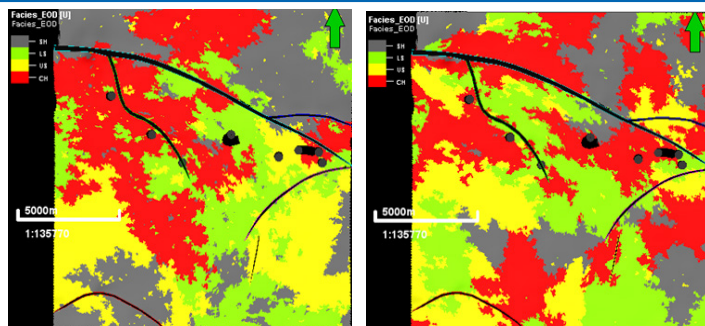 Facies_EOD [U]
Facies_EOD
SH
LS
US
CH
5000m
1:135770
Facies_EOD [U]
Facies_EOD
SH
LS
US
CH
5000m
1:135770